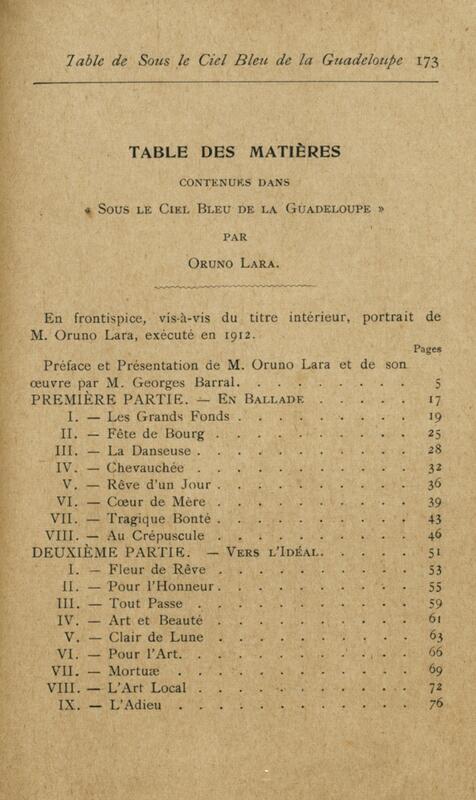 Table de Sous le Ciel Bleu de la Guadeloupe 173
TABLE DES MATIÈRES
CONTENUES DANS
« SOUS LE CIEL BLEU DE LA GUADELOUPE »
PAR
ORUNO LARA.
En frontispice, vis-à-vis du titre intérieur, portrait de
M. Oruno Lara, exécuté en 1912.
Pages
Préface et Présentation de M. Oruno Lara et de son
œuvre par M. Georges Barral. . . . . . . . . 5
PREMIÈRE PARTIE. — EN BALLADE . . . . . 17
I. — Les Grands Fonds . . . . . . . . . 19
II. — Fête de Bourg . . . . . . . . . . 25
III. — La Danseuse . . . . . . . . . . . 28
IV. — Chevauchée . . . . . . . . . . . 32
V. — Rêve d'un Jour . . . . . . . . . . 36
VI. — Cœur de Mère . . . . . . . . . . 39
VII. — Tragique Bonté . . . . . . . . . . 43
VIII. — Au Crépuscule . . . . . . . . . . 46
DEUXIÈME PARTIE. — VERS L'IDÉAL. . . . . 51
I. — Fleur de Rêve . . . . . . . . . . 53
II. — Pour l'Honneur . . . . . . . . . . 55
III. — Tout Passe . . . . . . . . . . . 59
IV. — Art et Beauté . . . . . . . . . . 61
V. — Clair de Lune . . . . . . . . . . 63
VI. — Pour l'Art. . . . . . . . . . . . 66
VII. — Mortuæ . . . . . . . . . . . . 69
VIII. — L'Art Local . . . . . . . . . . . 72
IX. — L'Adieu . . . . . . . . . . . . 76